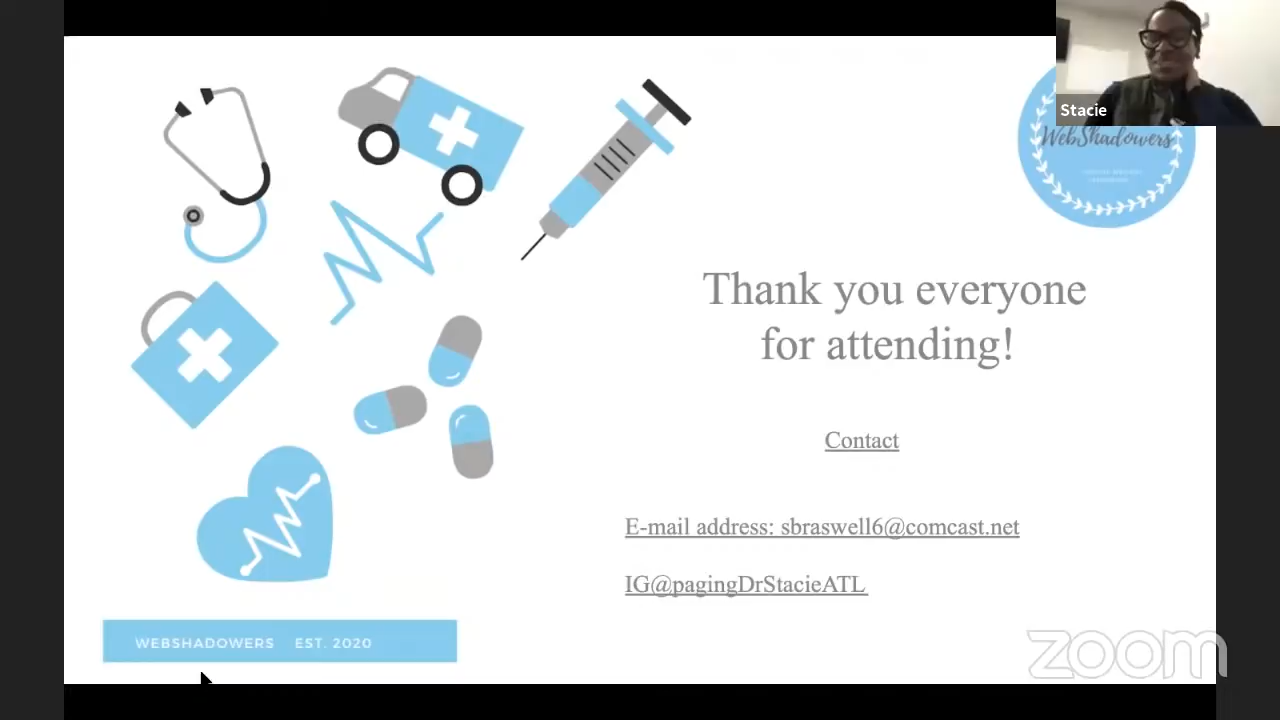 Stacie
WebShadowers
Thank you everyone
for attending!
Contact
E-mail address: sbraswell6@comcast.net
IG@pagingDrStacieATL
WEBSHADOWERS EST. 2020
zoom